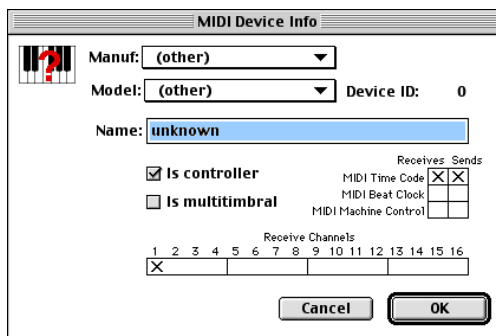 MIDI Device Info
Manuf: (other)
Model: (other) Device ID: 0
Name: unknown
Is controller
Is multitimbral
Receives Sends
MIDI Time Code
MIDI Beat Clock
MIDI Machine Control
Receive Channels
1 2 3 4 5 6 7 8 9 10 11 12 13 14 15 16
Cancel OK